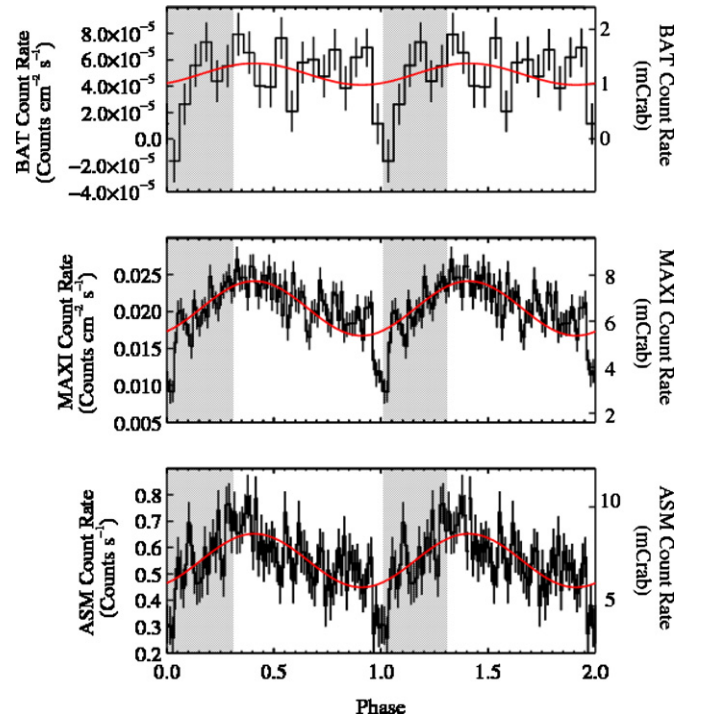 BAT Count Rate
(Counts cm⁻² s⁻¹)
8.0×10⁻⁵
6.0×10⁻⁵
4.0×10⁻⁵
2.0×10⁻⁵
0.0
−2.0×10⁻⁵
−4.0×10⁻⁵
2
1
0
BAT Count Rate
(mCrab)
MAXI Count Rate
(Counts cm⁻² s⁻¹)
0.025
0.020
0.015
0.010
0.005
8
6
4
2
MAXI Count Rate
(mCrab)
ASM Count Rate
((Counts s⁻¹)
0.8
0.7
0.6
0.5
0.4
0.3
0.2
10
5
ASM Count Rate
(mCrab)
0.0 0.5 1.0 1.5 2.0
Phase